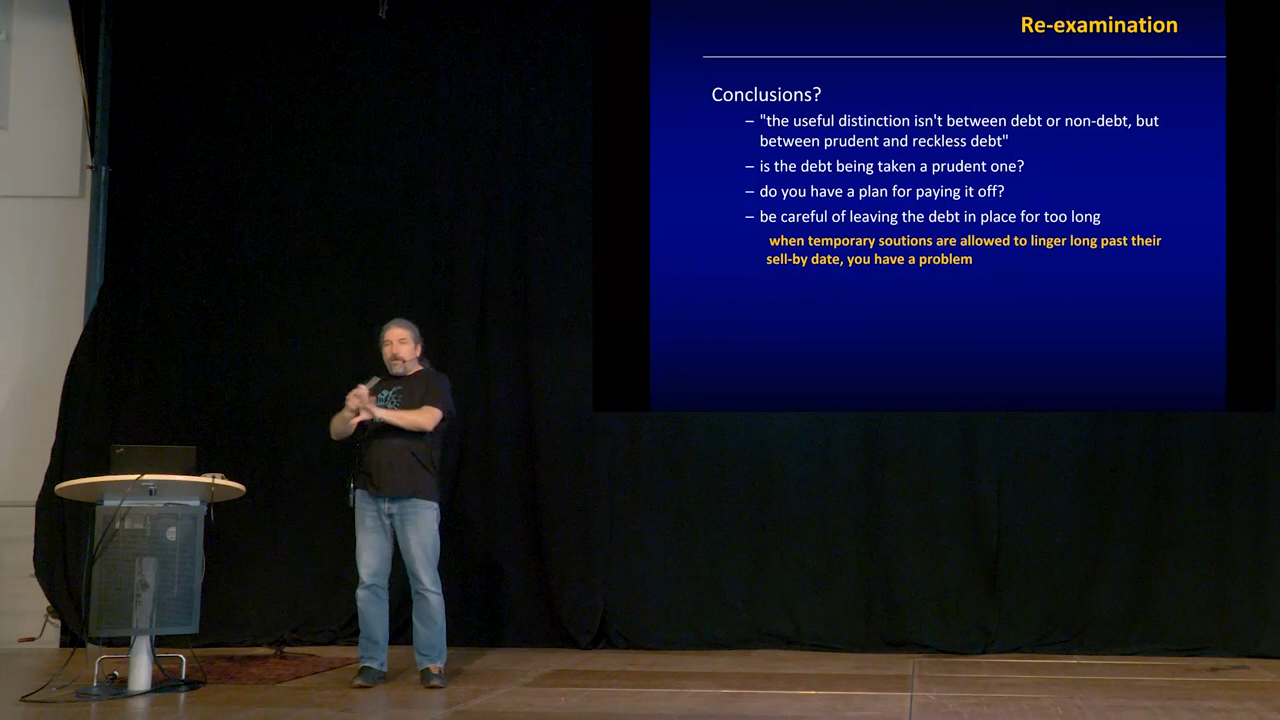 Re-examination
Conclusions?
– "the useful distinction isn't between debt or non-debt, but
between prudent and reckless debt"
– is the debt being taken a prudent one?
– do you have a plan for paying it off?
– be careful of leaving the debt in place for too long
when temporary soutions are allowed to linger long past their
sell-by date, you have a problem